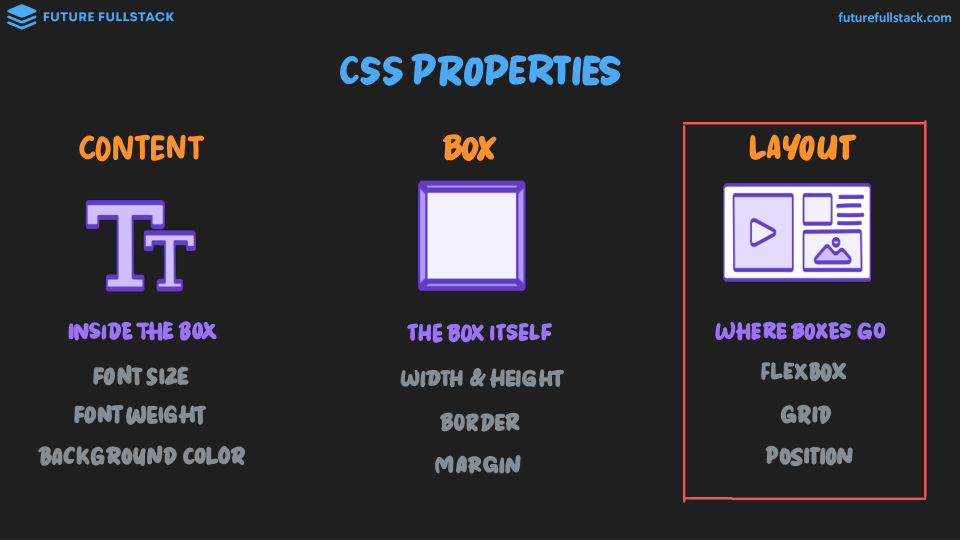 FUTURE FULLSTACK
futurefullstack.com
CSS PROPERTIES
CONTENT
INSIDE THE BOX
FONT SIZE
FONT WEIGHT
BACKGROUND COLOR
BOX
THE BOX ITSELF
WIDTH & HEIGHT
BORDER
MARGIN
LAYOUT
WHERE BOXES GO
FLEXBOX
GRID
POSITION